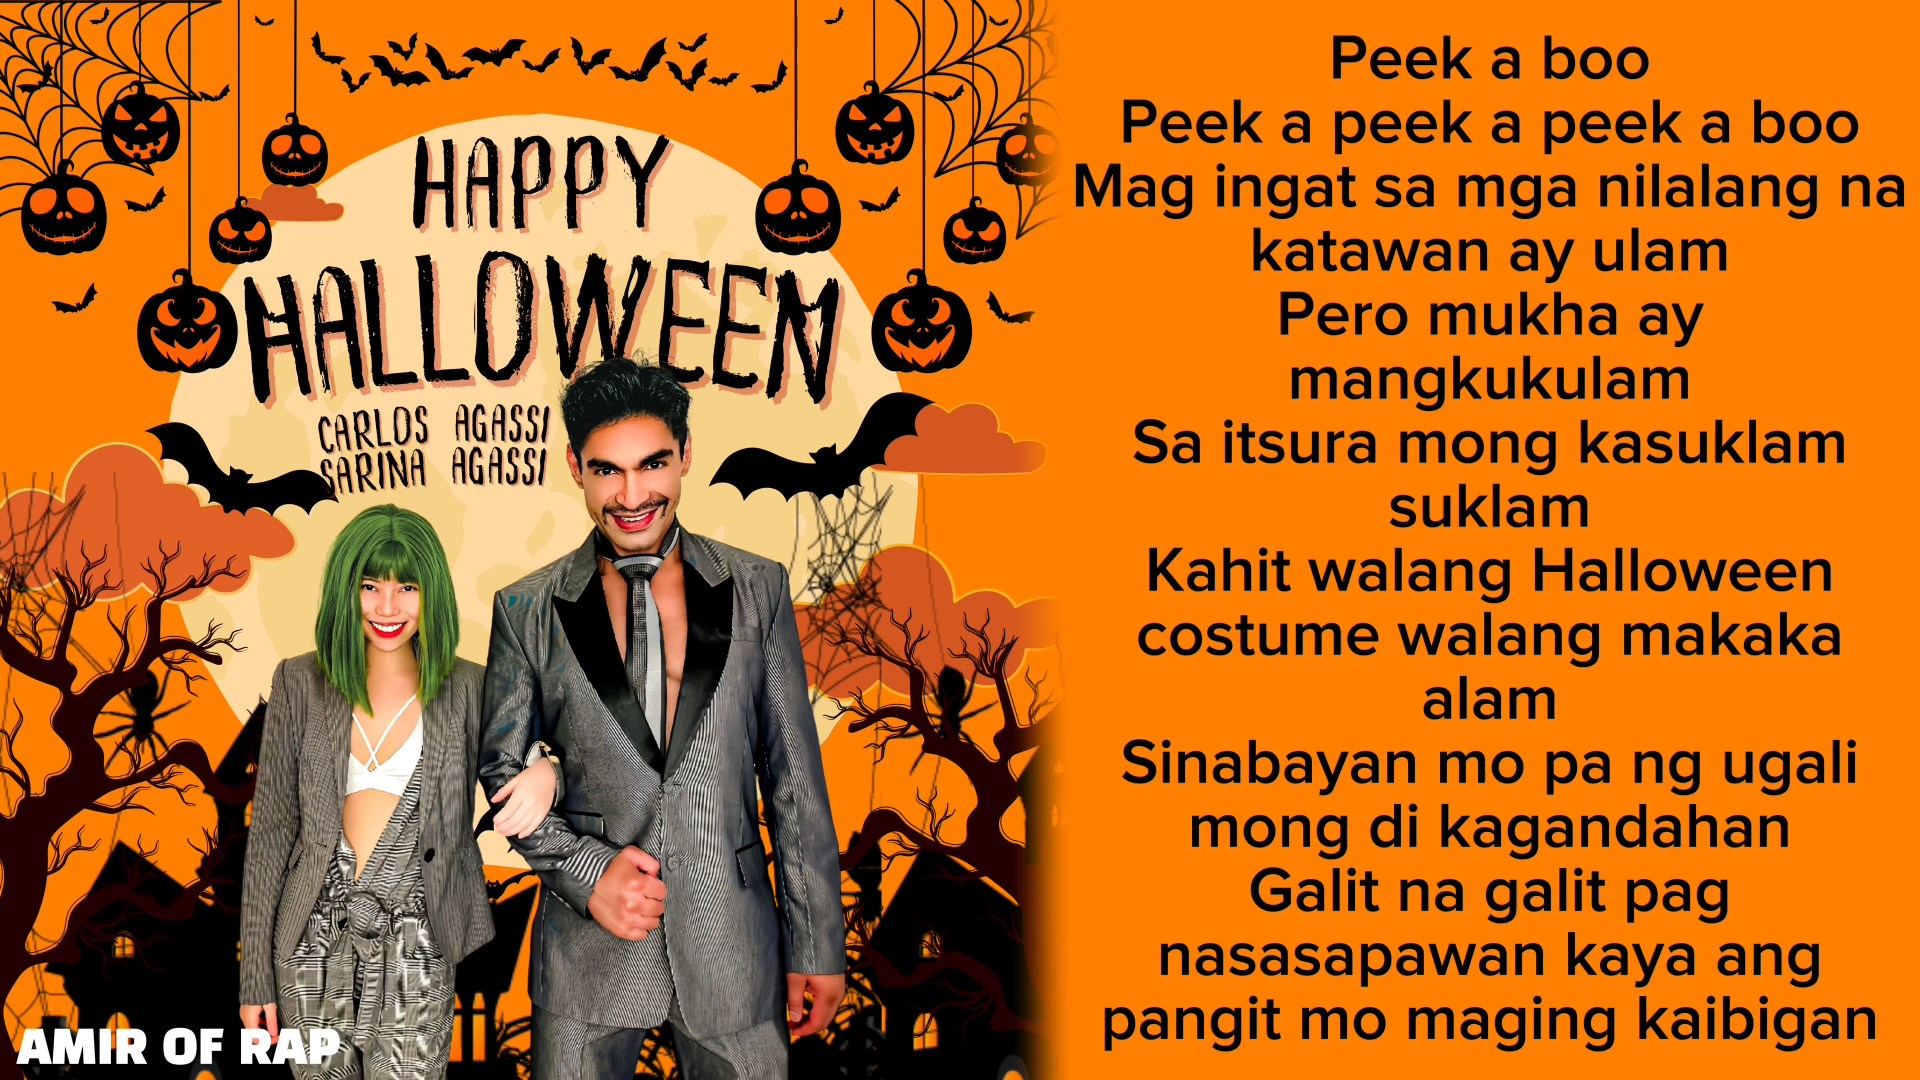 HAPPY
HALLOWEEN
CARLOS AGASSI
SARINA AGASSI
AMIR OF RAP
Peek a boo
Peek a peek a peek a boo
Mag ingat sa mga nilalang na
katawan ay ulam
Pero mukha ay
mangkukulam
Sa itsura mong kasuklam
suklam
Kahit walang Halloween
costume walang makaka
alam
Sinabayan mo pa ng ugali
mong di kagandahan
Galit na galit pag
nasasapawan kaya ang
pangit mo maging kaibigan